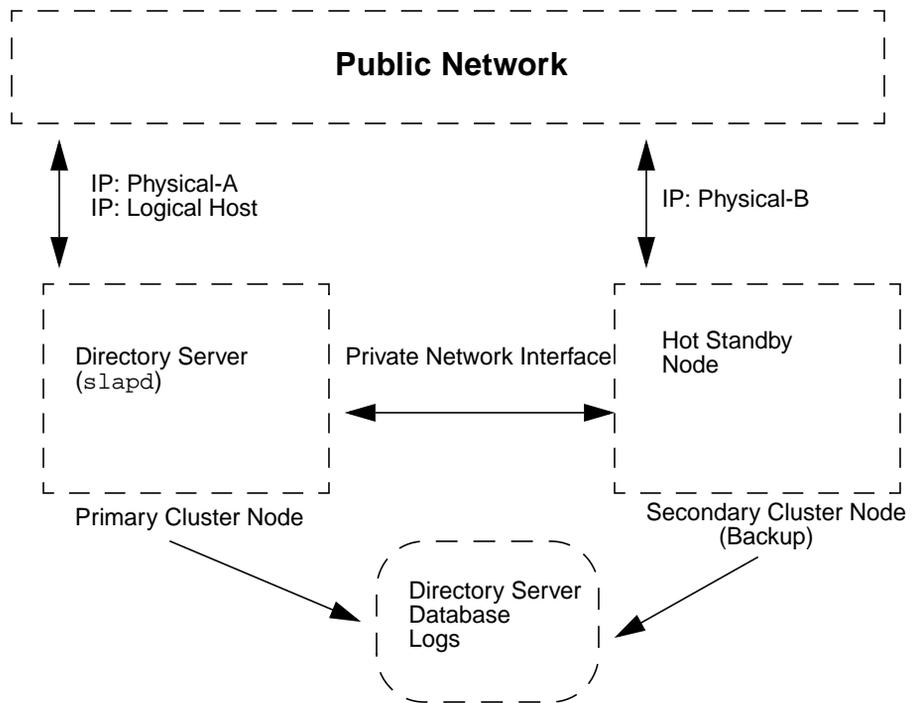 Public Network
IP: Physical-A
IP: Logical Host
IP: Physical-B
Directory Server
(slapd)
Private Network Interface
Hot Standby
Node
Primary Cluster Node
Secondary Cluster Node
(Backup)
Directory Server
Database
Logs